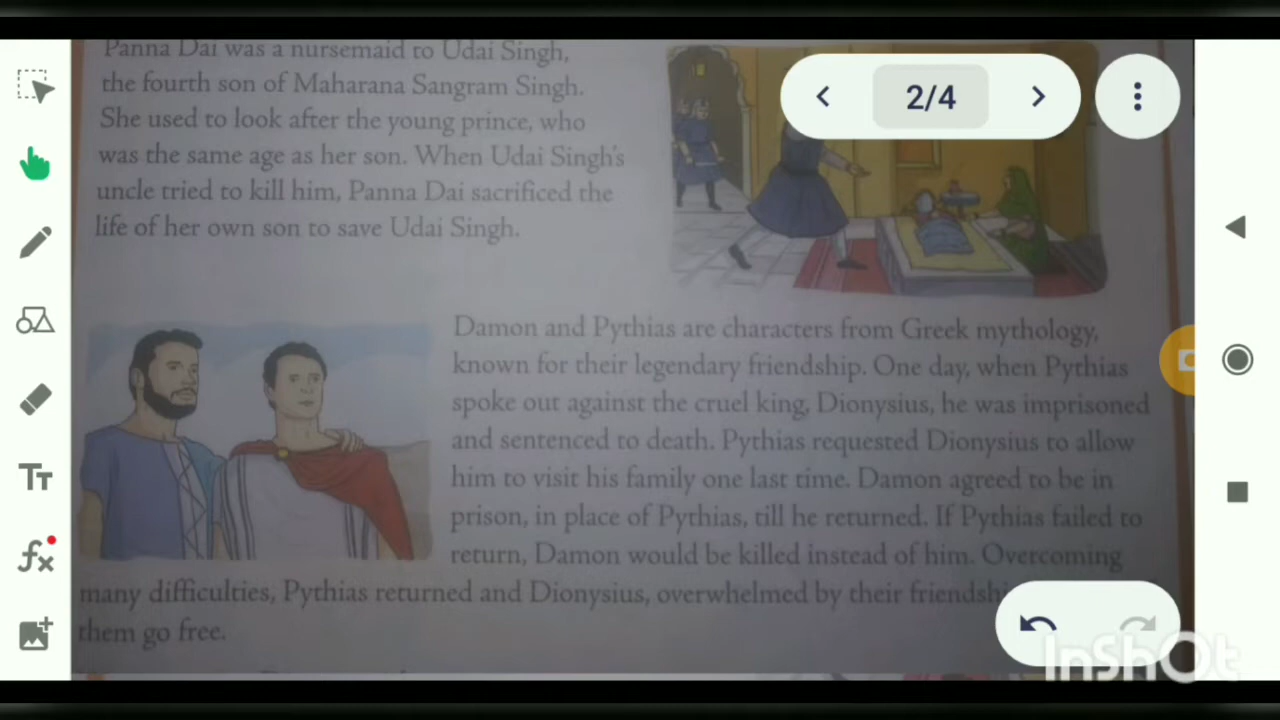 Panna Dai was a nursemaid to Udai Singh,
the fourth son of Maharana Sangram Singh.
She used to look after the young prince, who
was the same age as her son. When Udai Singh's
uncle tried to kill him, Panna Dai sacrificed the
life of her own son to save Udai Singh.
2/4
Damon and Pythias are characters from Greek mythology,
known for their legendary friendship. One day, when Pythias
spoke out against the cruel king, Dionysius, he was imprisoned
and sentenced to death. Pythias requested Dionysius to allow
him to visit his family one last time. Damon agreed to be in
prison, in place of Pythias, till he returned. If Pythias failed to
return, Damon would be killed instead of him. Overcoming
many difficulties, Pythias returned and Dionysius, overwhelmed by their
them go free.
Tт
fx
InShOt